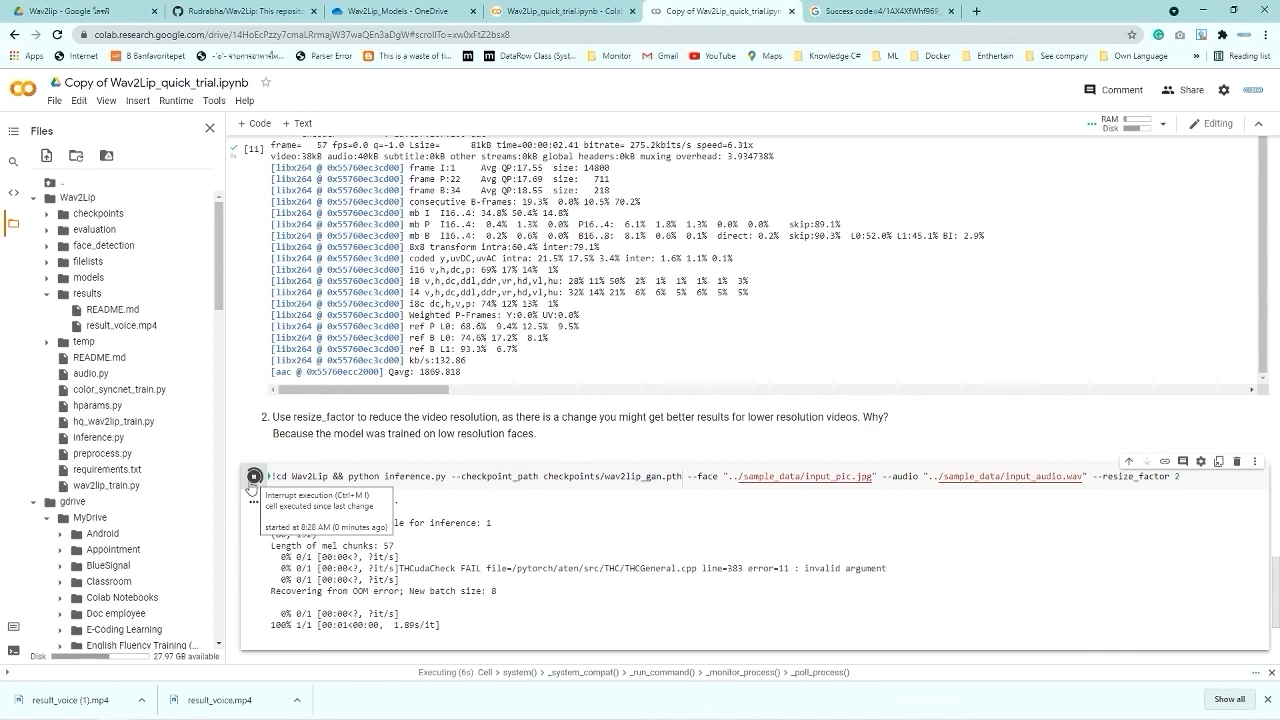 Wav2Lip - Google ไดรฟ์
Rudrabha/Wav2Lip: This reposito
Wav2Lip_Models - OneDrive
Wav2Lip_quick_trial.ipynb - Colab
Copy of Wav2Lip_quick_trial.ipyn
colab.research.google.com/drive/14HoEcPzzy7cmaLRrmajW37waQEn3aDgW#scrollTo=xw0xFtZ2bsx8
Apps
Internet
B Banfavoritepet
Parser Error
This is a waste of ti...
DataRow Class (Syst...
Monitor
Gmail
YouTube
Maps
Knowledge C#
ML
Docker
Enthertain
See company
Own Language
»
Reading list
Copy of Wav2Lip_quick_trial.ipynb
Comment
Share
File Edit View Insert Runtime Tools Help
Files
+ Code + Text
RAM
Disk
Editing
..
Wav2Lip
checkpoints
evaluation
face_detection
filelists
models
results
README.md
result_voice.mp4
temp
README.md
audio.py
color_syncnet_train.py
hparams.py
hq_wav2lip_train.py
inference.py
preprocess.py
requirements.txt
wav2lip_train.py
gdrive
MyDrive
Android
Appointment
BlueSignal
Classroom
Colab Notebooks
Doc employee
E-Coding Learning
English Fluency Training (...
Disk
27.97 GB available
[11]
frame= 57 fps=0.0 q=-1.0 Lsize= 81kB time=00:00:02.41 bitrate= 275.2kbits/s speed=6.31x
video:38kB audio:40kB subtitle:0kB other streams:0kB global headers:0kB muxing overhead: 3.934738%
[libx264 @ 0x55760ec3cd00] frame I:1 Avg QP:17.55 size: 14808
[libx264 @ 0x55760ec3cd00] frame P:22 Avg QP:17.69 size: 711
[libx264 @ 0x55760ec3cd00] frame B:34 Avg QP:18.55 size: 218
[libx264 @ 0x55760ec3cd00] consecutive B-frames: 19.3% 0.0% 10.5% 70.2%
[libx264 @ 0x55760ec3cd00] mb I I16..4: 34.8% 50.4% 14.8%
[libx264 @ 0x55760ec3cd00] mb P I16..4: 0.4% 1.3% 0.0% P16..4: 6.1% 1.8% 1.3% 0.0% 0.0% skip:89.1%
[libx264 @ 0x55760ec3cd00] mb B I16..4: 0.2% 0.6% 0.0% B16..8: 8.1% 0.6% 0.1% direct: 0.2% skip:90.3% L0:52.0% L1:45.1% BI: 2.9%
[libx264 @ 0x55760ec3cd00] 8x8 transform intra:60.4% inter:79.1%
[libx264 @ 0x55760ec3cd00] coded y,uvDC,uvAC intra: 21.5% 17.5% 3.4% inter: 1.6% 1.1% 0.1%
[libx264 @ 0x55760ec3cd00] i16 v,h,dc,p: 69% 17% 14% 1%
[libx264 @ 0x55760ec3cd00] i8 v,h,dc,ddl,ddr,vr,hd,vl,hu: 28% 11% 50% 2% 1% 1% 1% 1% 3%
[libx264 @ 0x55760ec3cd00] i4 v,h,dc,ddl,ddr,vr,hd,vl,hu: 32% 14% 21% 6% 6% 5% 6% 5% 5%
[libx264 @ 0x55760ec3cd00] i8c dc,h,v,p: 74% 12% 13% 1%
[libx264 @ 0x55760ec3cd00] Weighted P-Frames: Y:0.0% UV:0.0%
[libx264 @ 0x55760ec3cd00] ref P L0: 68.6% 9.4% 12.5% 9.5%
[libx264 @ 0x55760ec3cd00] ref B L0: 74.6% 17.2% 8.1%
[libx264 @ 0x55760ec3cd00] ref B L1: 93.3% 6.7%
[libx264 @ 0x55760ec3cd00] kb/s:132.86
[aac @ 0x55760ecc2000] Qavg: 1869.818
2. Use resize_factor to reduce the video resolution, as there is a change you might get better results for lower resolution videos. Why?
Because the model was trained on low resolution faces.
!cd Wav2Lip && python inference.py --checkpoint_path checkpoints/wav2lip_gan.pth --face "../sample_data/input_pic.jpg" --audio "../sample_data/input_audio.wav" --resize_factor 2
Interrupt execution (Ctrl+M I)
cell executed since last change
started at 8:28 AM (0 minutes ago)
le for inference: 1
Length of mel chunks: 57
0% 0/1 [00:00<?, ?it/s]
0% 0/1 [00:00<?, ?it/s]THCudaCheck FAIL file=/pytorch/aten/src/THC/THCGeneral.cpp line=383 error=11 : invalid argument
0% 0/1 [00:00<?, ?it/s]
Recovering from OOM error; New batch size: 8
0% 0/1 [00:00<?, ?it/s]
100% 1/1 [00:01<00:00, 1.89s/it]
Executing (6s) Cell > system() > _system_compat() > _run_command() > _monitor_process() > _poll_process()
result_voice (1).mp4
result_voice.mp4
Show all